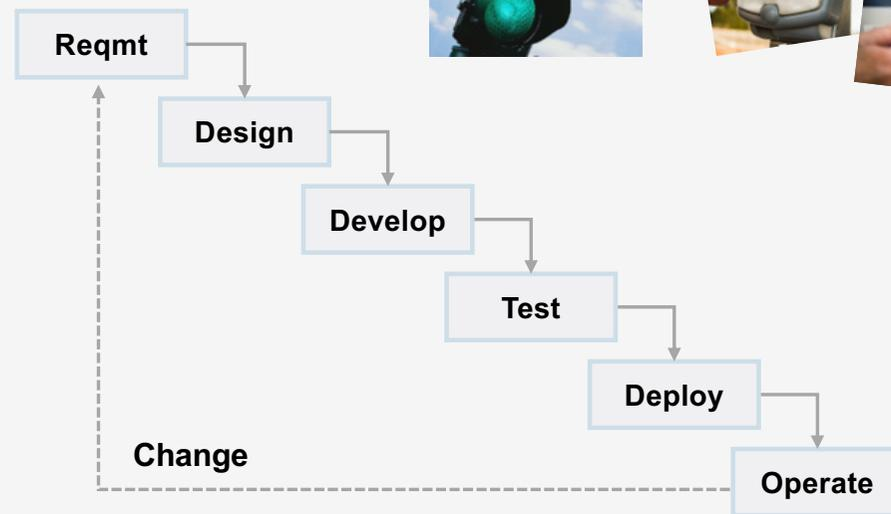 Reqmt
Design
Develop
Test
Deploy
Change
Operate